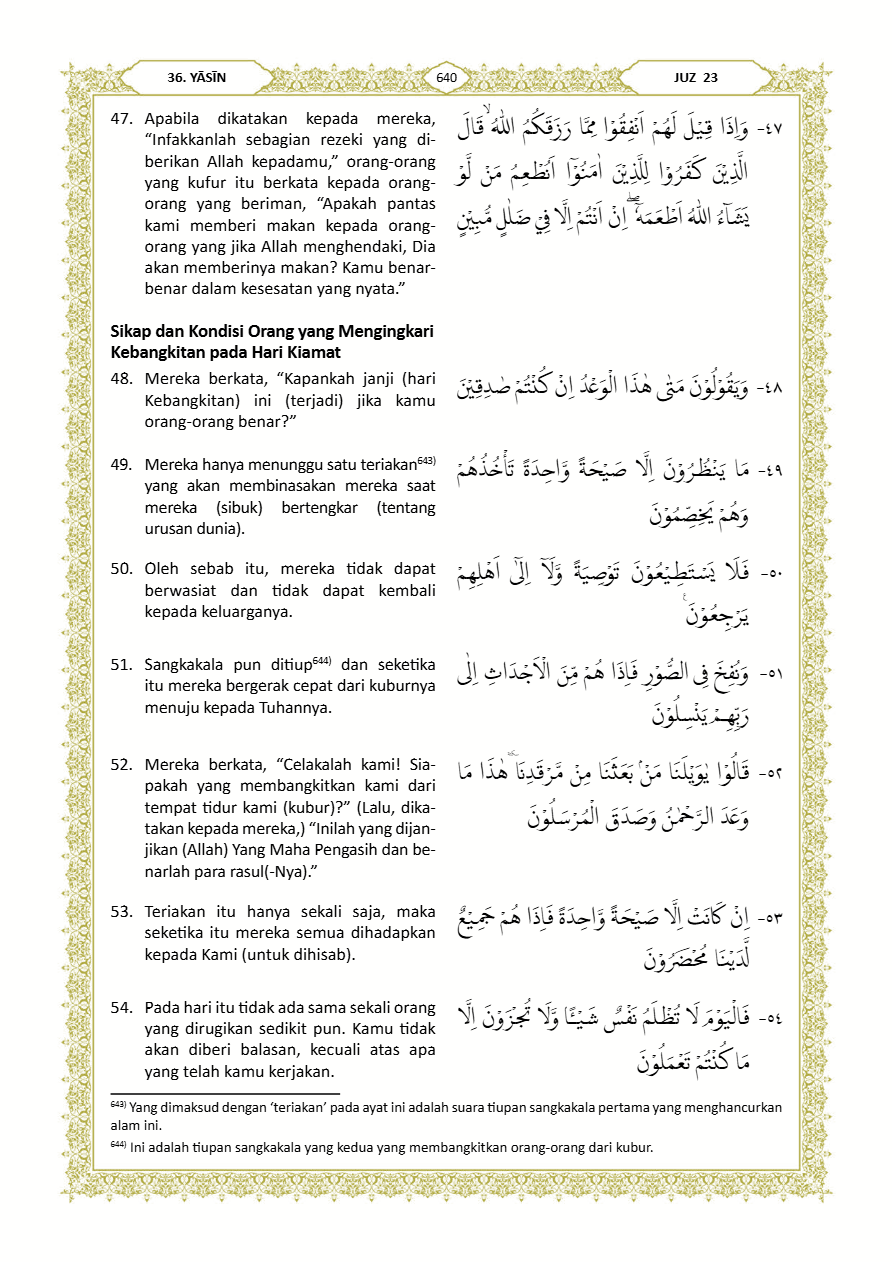 36. YĀSĪN
640
JUZ 23
47. Apabila dikatakan kepada mereka,
“Infakkanlah sebagian rezeki yang di-
berikan Allah kepadamu,” orang-orang
yang kufur itu berkata kepada orang-
orang yang beriman, “Apakah pantas
kami memberi makan kepada orang-
orang yang jika Allah menghendaki, Dia
akan memberinya makan? Kamu benar-
benar dalam kesesatan yang nyata.”
٤٧- وَاِذَا قِيْلَ لَهُمْ اَنْفِقُوْا مِمَّا رَزَقَكُمُ اللّٰهُ ۙقَالَ
الَّذِيْنَ كَفَرُوْا لِلَّذِيْنَ اٰمَنُوْٓا اَنُطْعِمُ مَنْ لَّوْ
يَشَاۤءُ اللّٰهُ اَطْعَمَهٗٓ ۖاِنْ اَنْتُمْ اِلَّا فِيْ ضَلٰلٍ مُّبِيْنٍ
Sikap dan Kondisi Orang yang Mengingkari
Kebangkitan pada Hari Kiamat
48. Mereka berkata, “Kapankah janji (hari
Kebangkitan) ini (terjadi) jika kamu
orang-orang benar?”
٤٨- وَيَقُوْلُوْنَ مَتٰى هٰذَا الْوَعْدُ اِنْ كُنْتُمْ صٰدِقِيْنَ
49. Mereka hanya menunggu satu teriakan⁶⁴³⁾
yang akan membinasakan mereka saat
mereka (sibuk) bertengkar (tentang
urusan dunia).
٤٩- مَا يَنْظُرُوْنَ اِلَّا صَيْحَةً وَّاحِدَةً تَأْخُذُهُمْ
وَهُمْ يَخِصِّمُوْنَ
50. Oleh sebab itu, mereka tidak dapat
berwasiat dan tidak dapat kembali
kepada keluarganya.
٥٠- فَلَا يَسْتَطِيْعُوْنَ تَوْصِيَةً وَّلَآ اِلٰٓى اَهْلِهِمْ
يَرْجِعُوْنَ ࣖ
51. Sangkakala pun ditiup⁶⁴⁴⁾ dan seketika
itu mereka bergerak cepat dari kuburnya
menuju kepada Tuhannya.
٥١- وَنُفِخَ فِى الصُّوْرِ فَاِذَا هُمْ مِّنَ الْاَجْدَاثِ اِلٰى
رَبِّهِمْ يَنْسِلُوْنَ
52. Mereka berkata, “Celakalah kami! Sia-
pakah yang membangkitkan kami dari
tempat tidur kami (kubur)?” (Lalu, dika-
takan kepada mereka,) “Inilah yang dijan-
jikan (Allah) Yang Maha Pengasih dan be-
narlah para rasul(-Nya).”
٥٢- قَالُوْا يٰوَيْلَنَا مَنْۢ بَعَثَنَا مِنْ مَّرْقَدِنَا ۜهٰذَا مَا
وَعَدَ الرَّحْمٰنُ وَصَدَقَ الْمُرْسَلُوْنَ
53. Teriakan itu hanya sekali saja, maka
seketika itu mereka semua dihadapkan
kepada Kami (untuk dihisab).
٥٣- اِنْ كَانَتْ اِلَّا صَيْحَةً وَّاحِدَةً فَاِذَا هُمْ جَمِيْعٌ
لَّدَيْنَا مُحْضَرُوْنَ
54. Pada hari itu tidak ada sama sekali orang
yang dirugikan sedikit pun. Kamu tidak
akan diberi balasan, kecuali atas apa
yang telah kamu kerjakan.
٥٤- فَالْيَوْمَ لَا تُظْلَمُ نَفْسٌ شَيْـًٔا وَّلَا تُجْزَوْنَ اِلَّا
مَا كُنْتُمْ تَعْمَلُوْنَ
⁶⁴³⁾ Yang dimaksud dengan ‘teriakan’ pada ayat ini adalah suara tiupan sangkakala pertama yang menghancurkan
alam ini.
⁶⁴⁴⁾ Ini adalah tiupan sangkakala yang kedua yang membangkitkan orang-orang dari kubur.